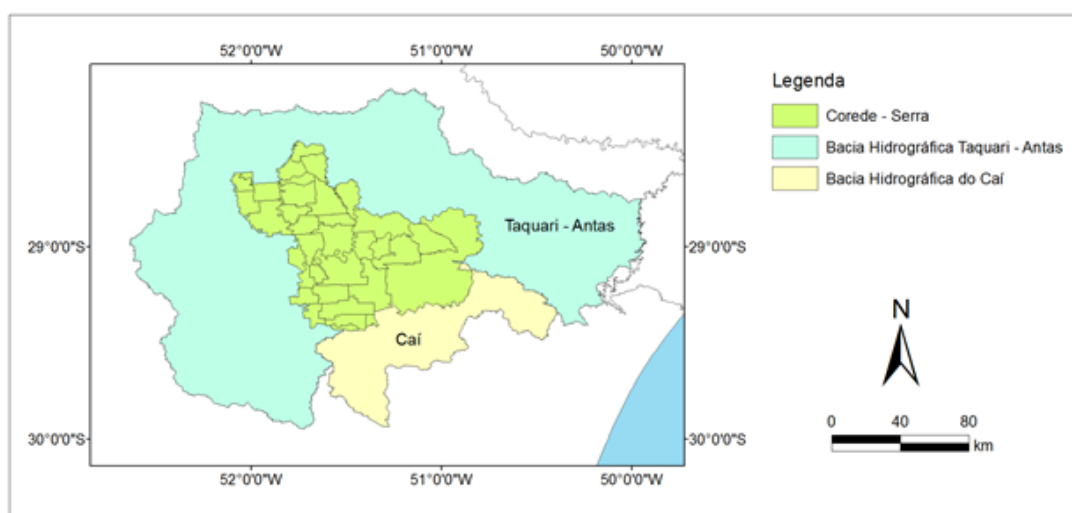 52°0'0"W 51°0'0"W 50°0'0"W
Legenda
Corede - Serra
Bacia Hidrográfica Taquari - Antas
Bacia Hidrográfica do Caí
Taquari - Antas
29°0'0"S 29°0'0"S
Caí
N
0 40 80
km
30°0'0"S 30°0'0"S
52°0'0"W 51°0'0"W 50°0'0"W